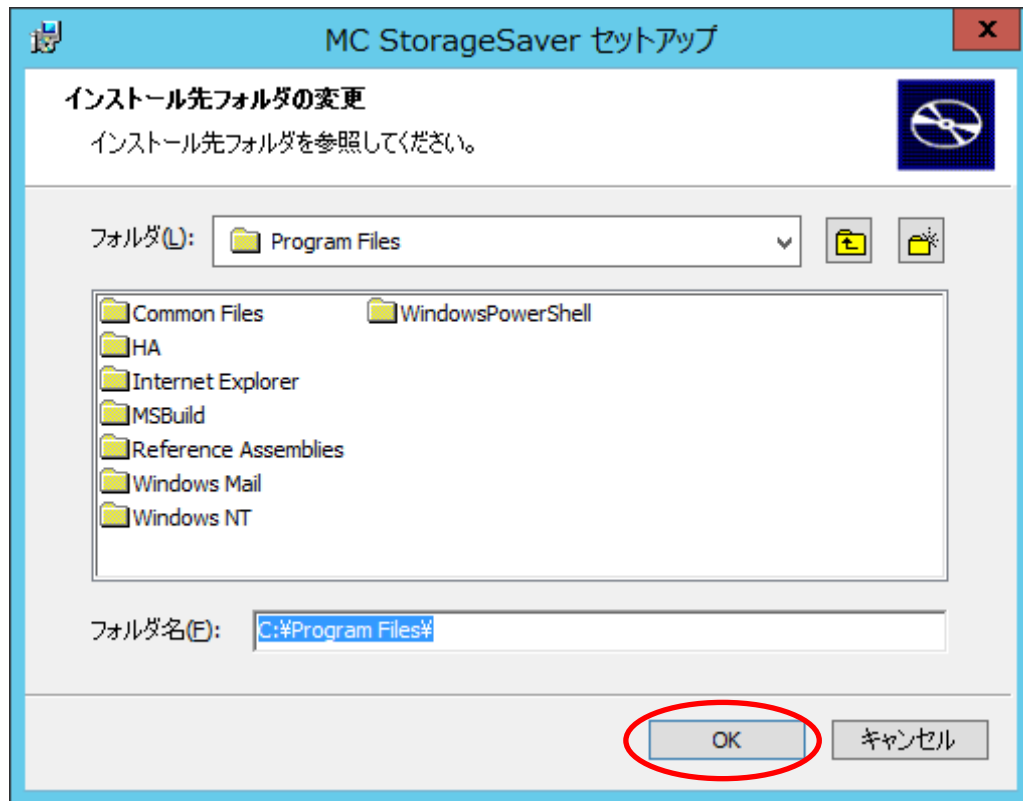 MC StorageSaver セットアップ
インストール先フォルダの変更
インストール先フォルダを参照してください。
フォルダ(L): Program Files
Common Files WindowsPowerShell
HA
Internet Explorer
MSBuild
Reference Assemblies
Windows Mail
Windows NT
フォルダ名(F): C:¥Program Files¥
OK キャンセル